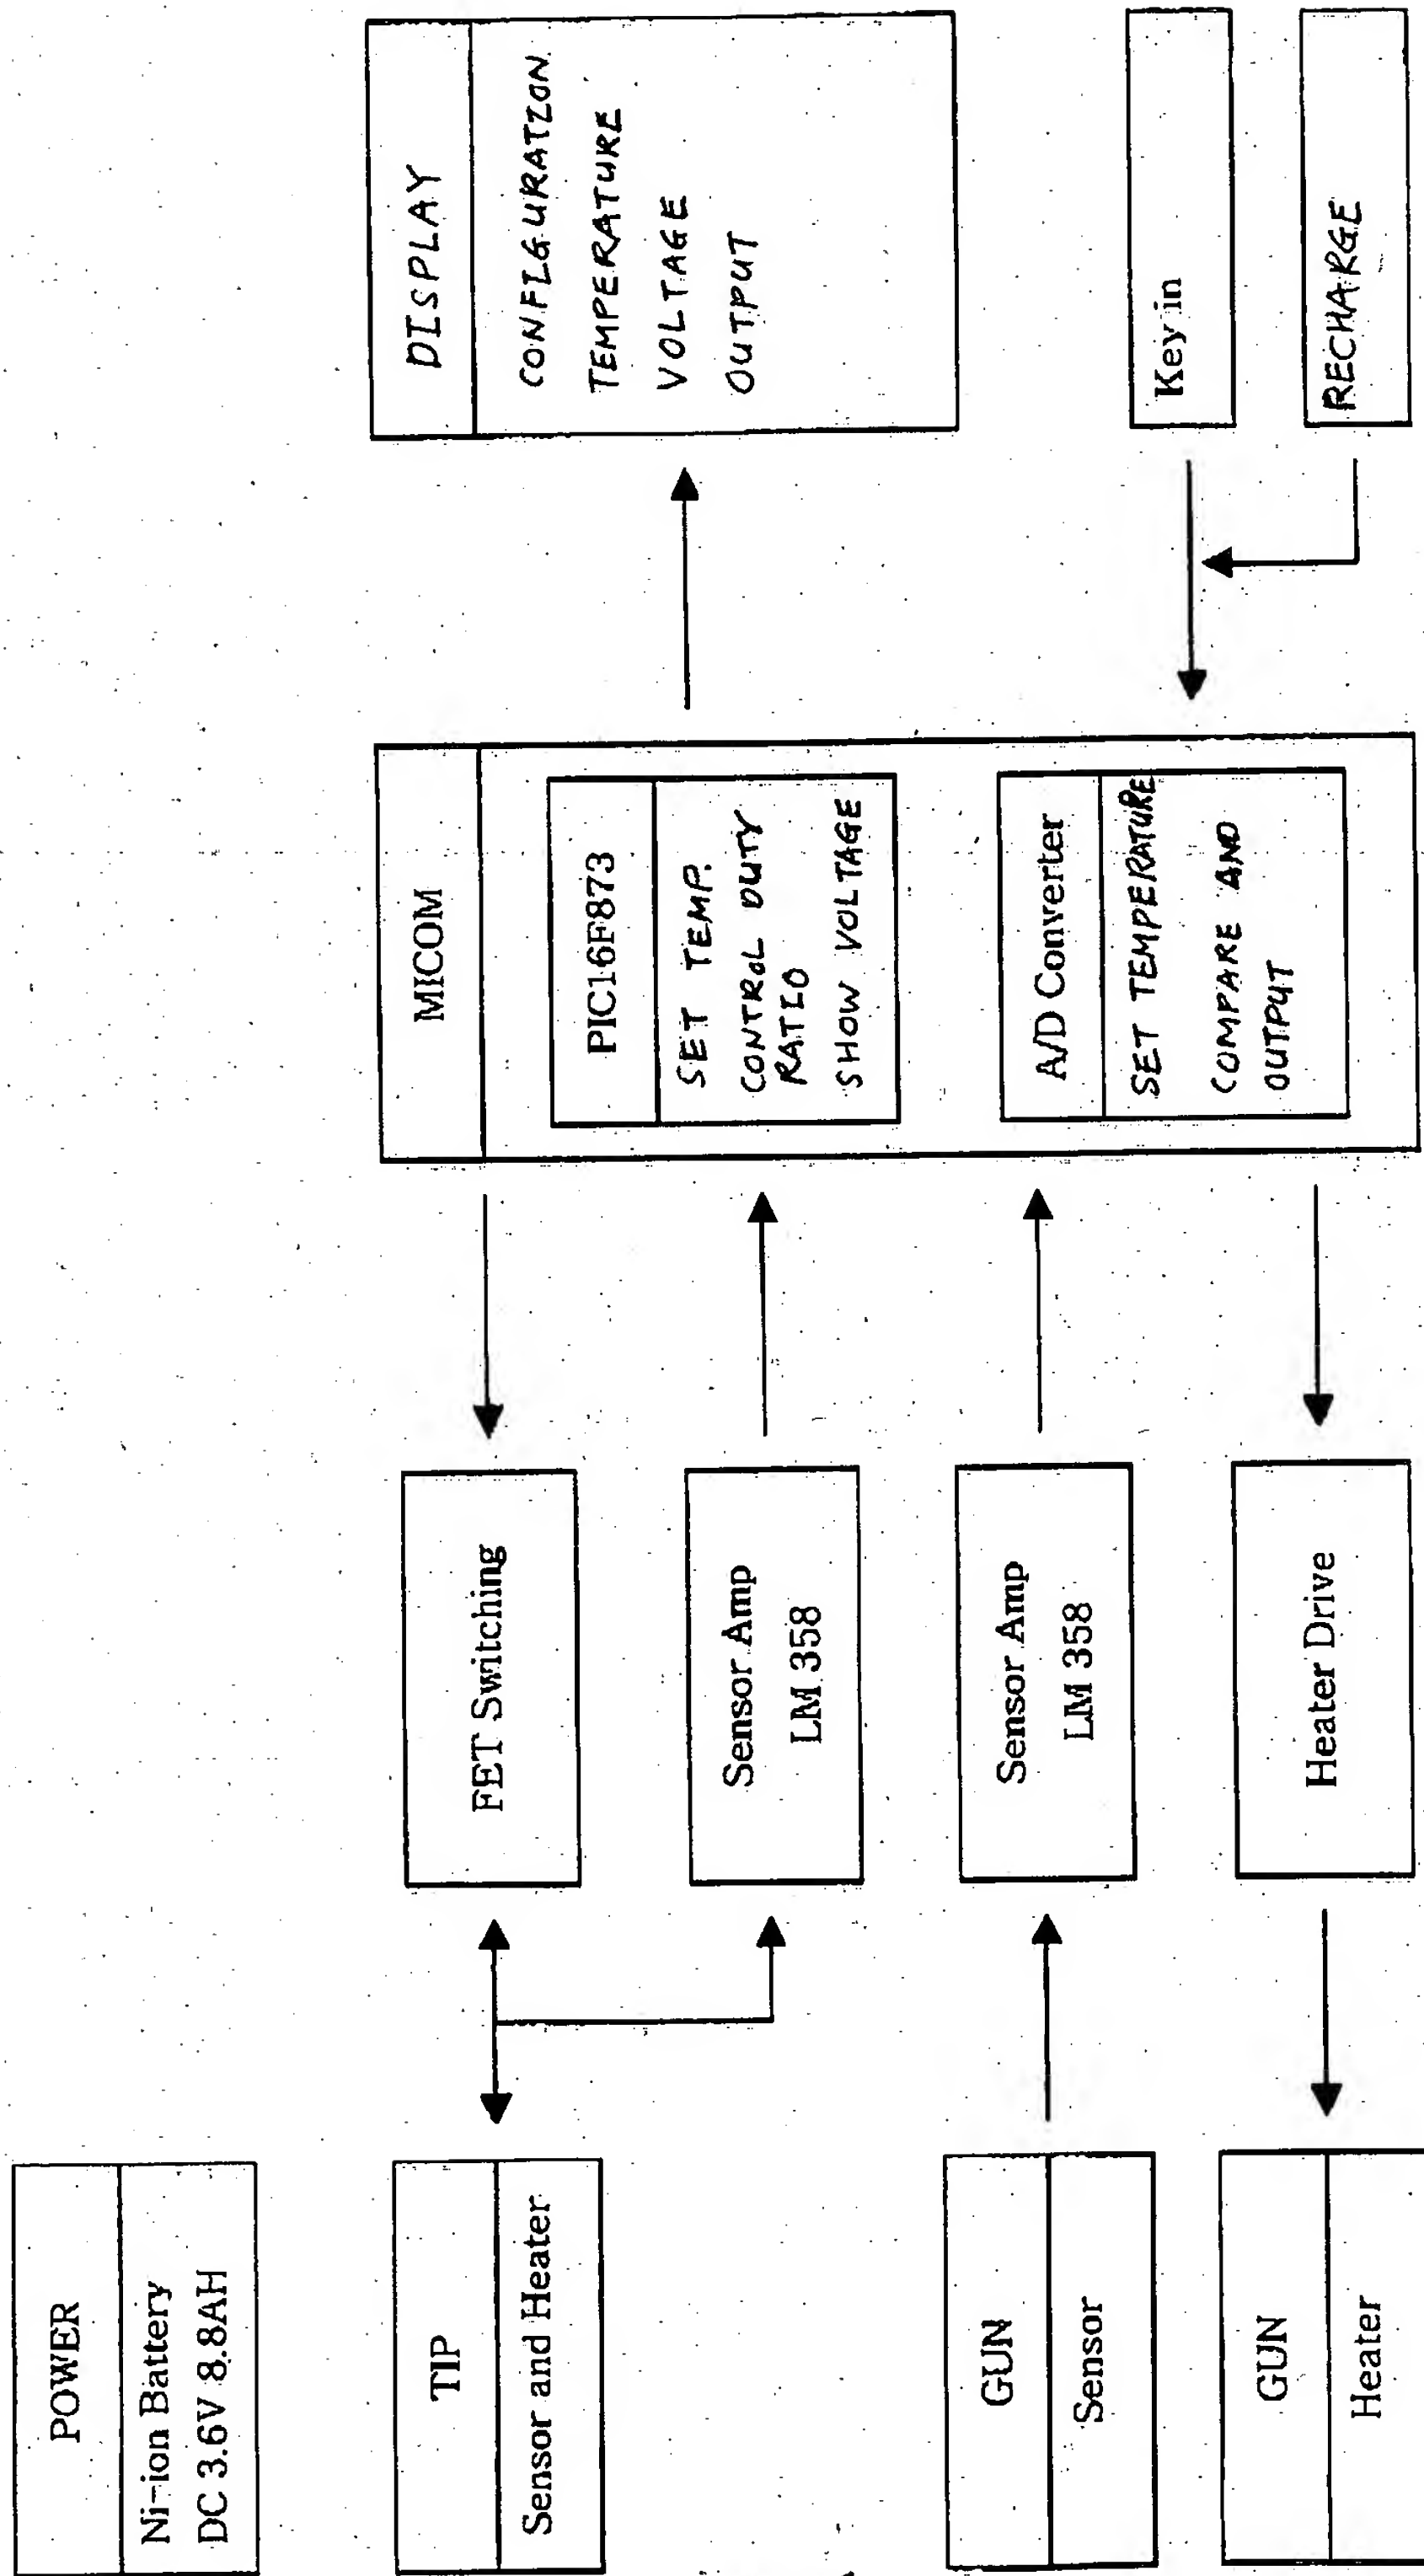 POWER
Ni-ion Battery
DC 3.6V 8.8AH
TIP
Sensor and Heater
GUN
Sensor
GUN
Heater
FET Switching
Sensor Amp
LM 358
Sensor Amp
LM 358
Heater Drive
MICOM
PIC16F873
SET TEMP.
CONTROL DUTY
RATIO
SHOW VOLTAGE
A/D Converter
SET TEMPERATURE
COMPARE AND
OUTPUT
DISPLAY
CONFIGURATION
TEMPERATURE
VOLTAGE
OUTPUT
Key in
RECHARGE